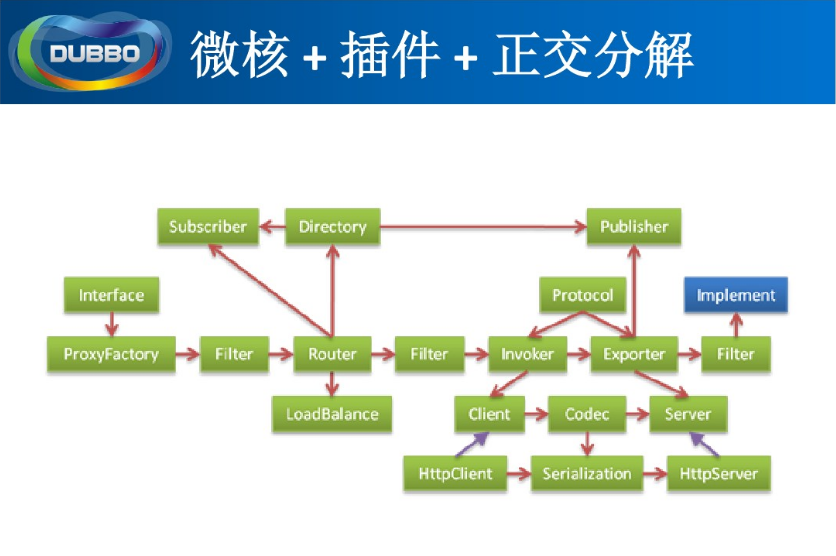 DUBBO 微核 + 插件 + 正交分解
Subscriber Directory Publisher
Interface Protocol Implement
ProxyFactory Filter Router Filter Invoker Exporter Filter
LoadBalance Client Codec Server
HttpClient Serialization HttpServer